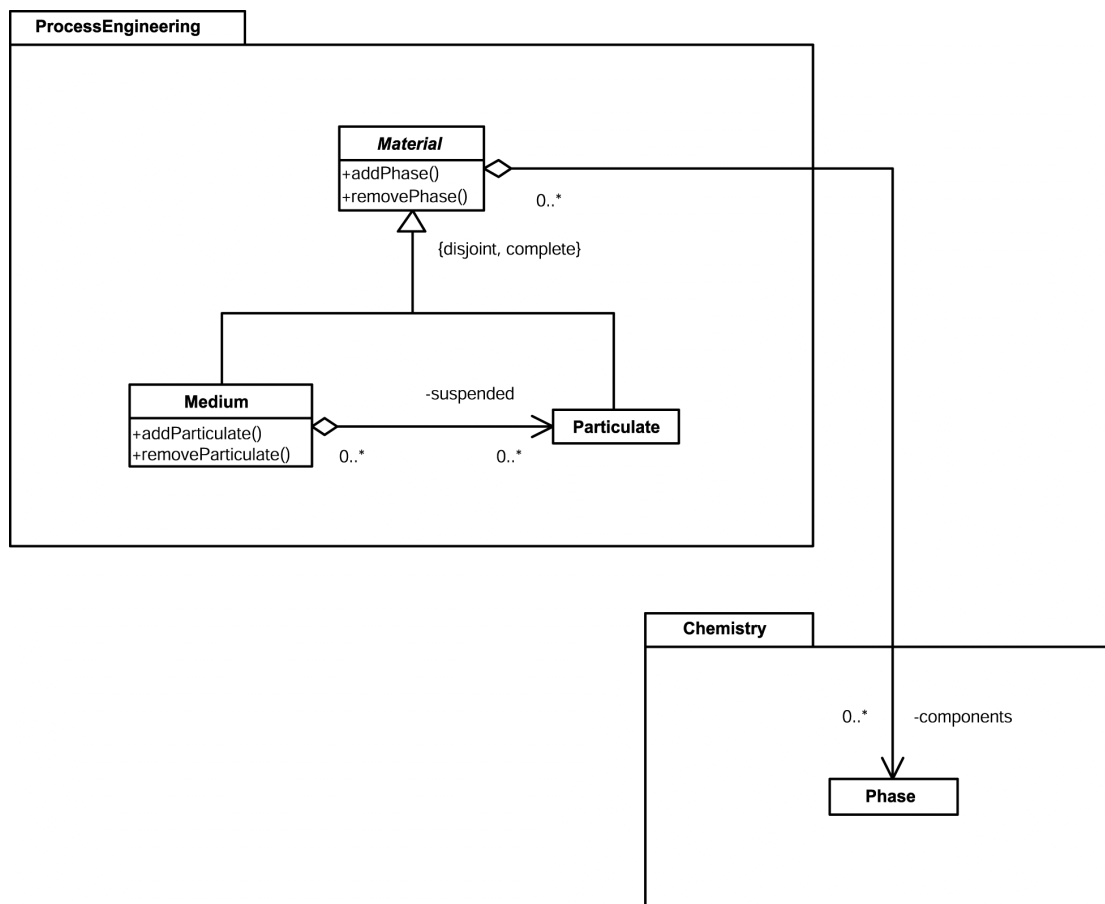 ProcessEngineering
Material
+addPhase()
+removePhase()
0..*
{disjoint, complete}
Medium
+addParticulate()
+removeParticulate()
-suspended
0..*
0..*
Particulate
Chemistry
0..*
-components
Phase